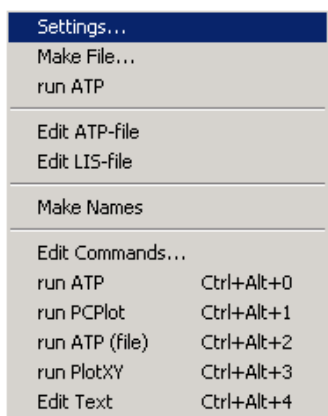 Settings...
Make File...
run ATP
Edit ATP-file
Edit LIS-file
Make Names
Edit Commands...
run ATP Ctrl+Alt+0
run PCPlot Ctrl+Alt+1
run ATP (file) Ctrl+Alt+2
run PlotXY Ctrl+Alt+3
Edit Text Ctrl+Alt+4